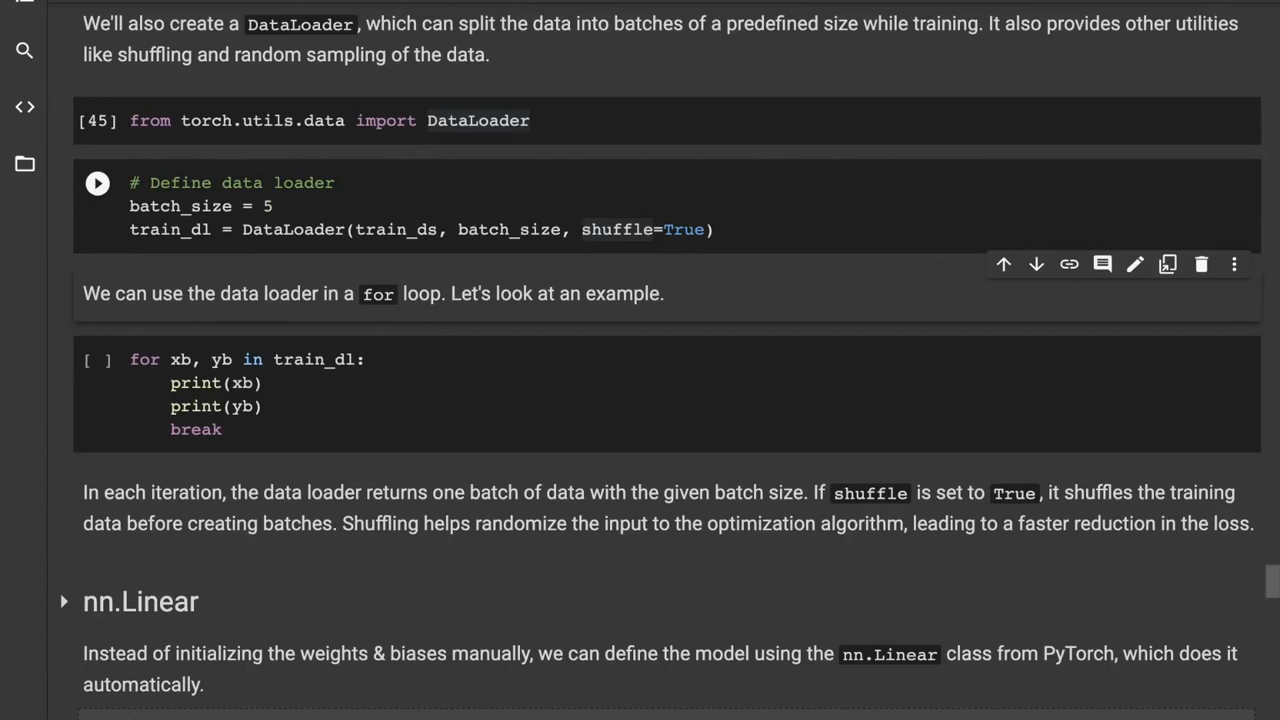 We'll also create a DataLoader, which can split the data into batches of a predefined size while training. It also provides other utilities
like shuffling and random sampling of the data.
[45] from torch.utils.data import DataLoader
# Define data loader
batch_size = 5
train_dl = DataLoader(train_ds, batch_size, shuffle=True)
We can use the data loader in a for loop. Let's look at an example.
[ ] for xb, yb in train_dl:
print(xb)
print(yb)
break
In each iteration, the data loader returns one batch of data with the given batch size. If shuffle is set to True, it shuffles the training
data before creating batches. Shuffling helps randomize the input to the optimization algorithm, leading to a faster reduction in the loss.
nn.Linear
Instead of initializing the weights & biases manually, we can define the model using the nn.Linear class from PyTorch, which does it
automatically.